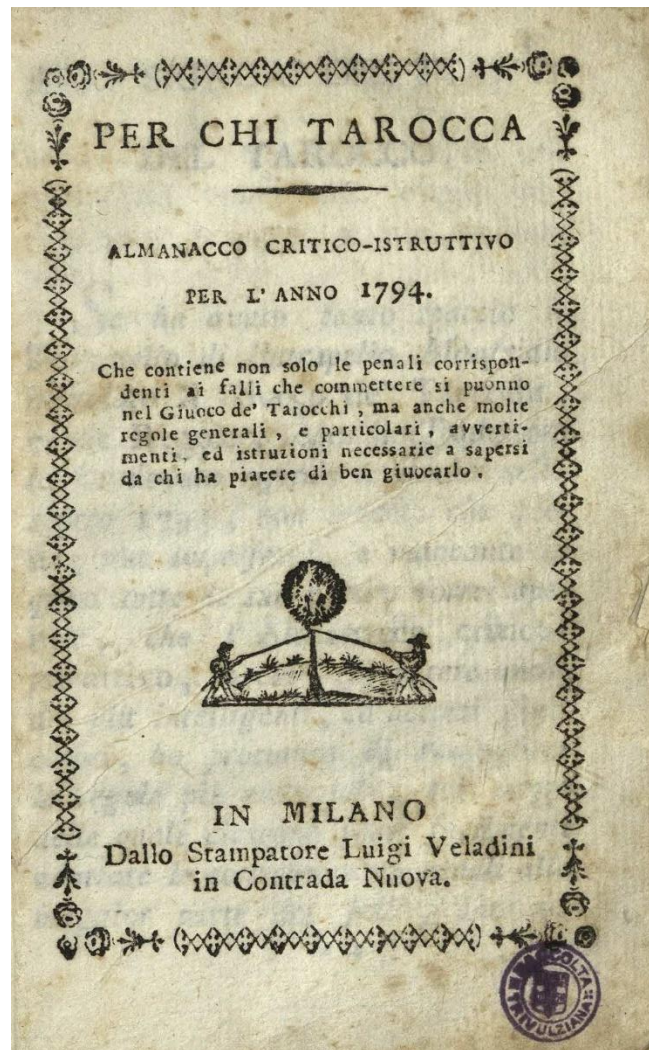 PER CHI TAROCCA
ALMANACCO CRITICO-ISTRUTTIVO
PER L' ANNO 1794.
Che contiene non solo le penali corrispon-
denti ai falli che commettere si puonno
nel Giuoco de' Tarocchi, ma anche molte
regole generali, e particolari, avverti-
menti, ed istruzioni necessarie a sapersi
da chi ha piacere di ben giuocarlo.
IN MILANO
Dallo Stampatore Luigi Veladini
in Contrada Nuova.
RACCOLTA
TRIVULZIANA